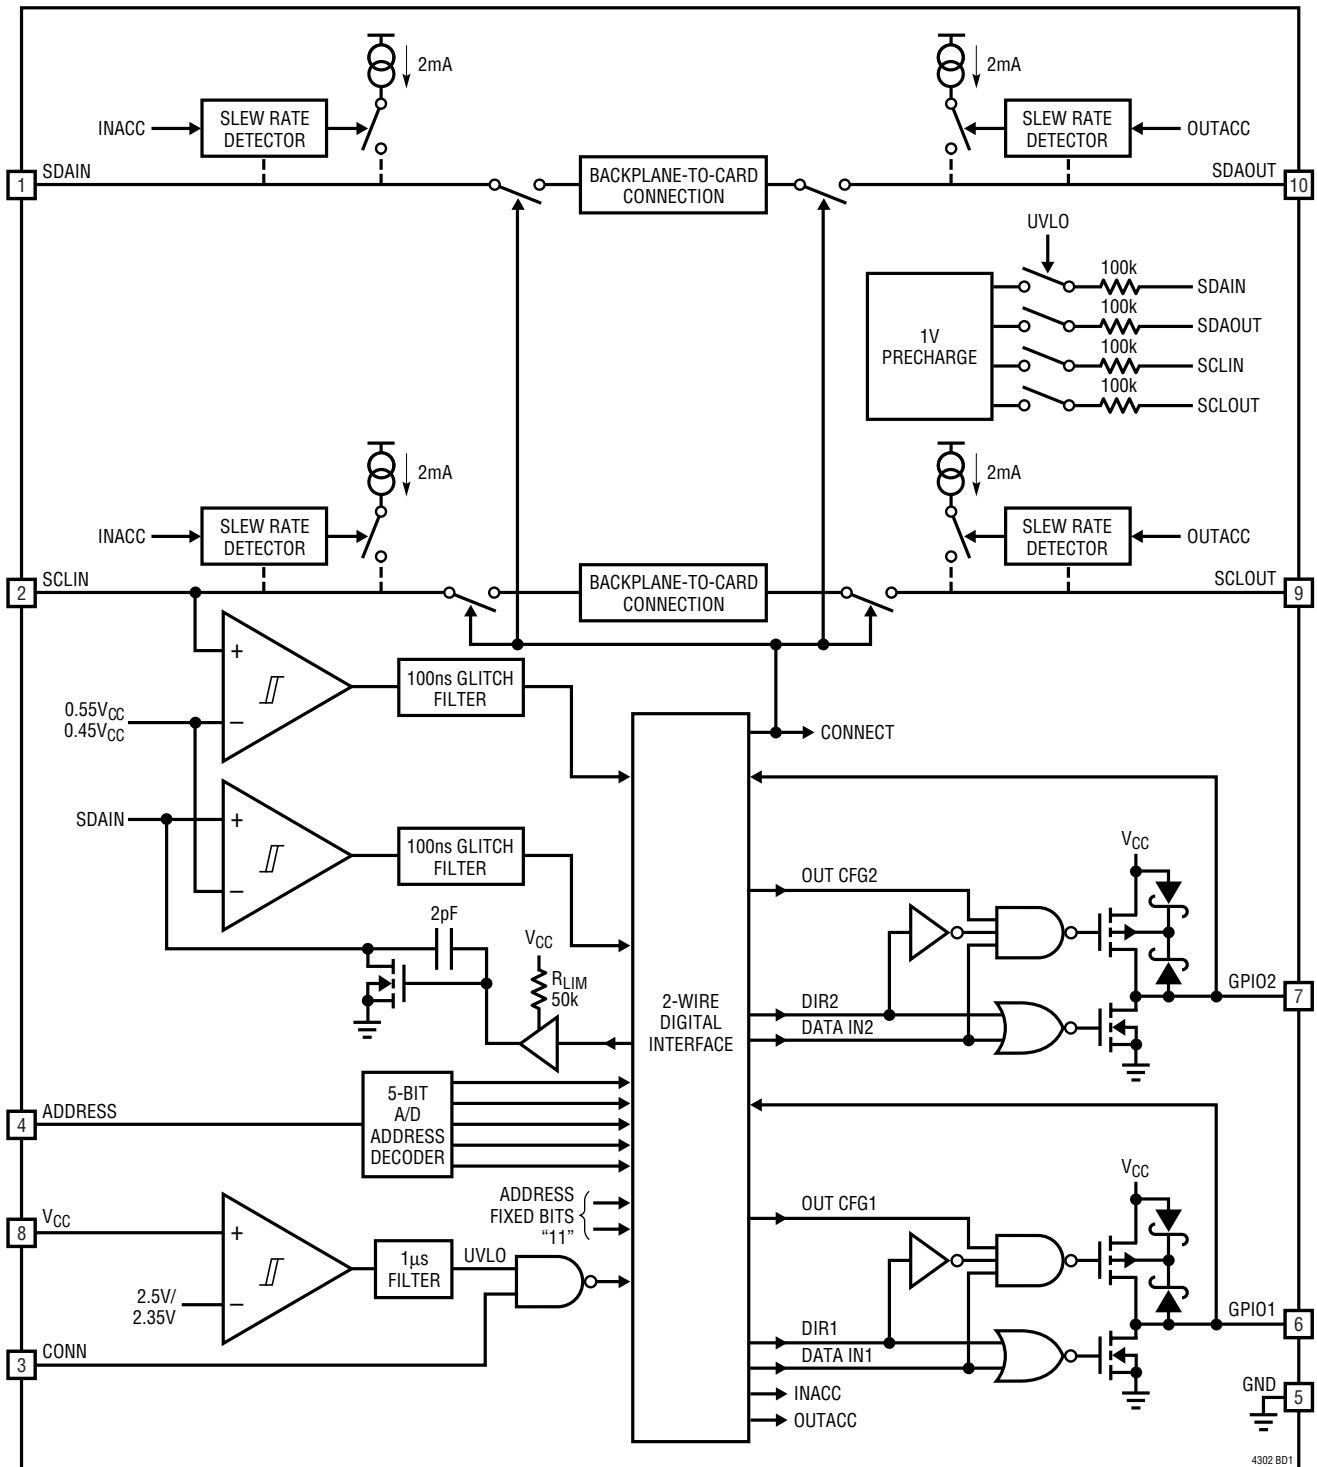 2mA
2mA
INACC
SLEW RATE
DETECTOR
SLEW RATE
DETECTOR
OUTACC
1
SDAIN
BACKPLANE-TO-CARD
CONNECTION
SDAOUT
10
UVLO
1V
PRECHARGE
100k
SDAIN
100k
SDAOUT
100k
SCLIN
100k
SCLOUT
2mA
2mA
INACC
SLEW RATE
DETECTOR
SLEW RATE
DETECTOR
OUTACC
2
SCLIN
BACKPLANE-TO-CARD
CONNECTION
SCLOUT
9
+
−
0.55VCC
0.45VCC
100ns GLITCH
FILTER
CONNECT
SDAIN
+
−
100ns GLITCH
FILTER
2pF
VCC
RLIM
50k
2-WIRE
DIGITAL
INTERFACE
OUT CFG2
VCC
DIR2
DATA IN2
GPIO2
7
4
ADDRESS
5-BIT
A/D
ADDRESS
DECODER
ADDRESS
FIXED BITS
“11”
8
VCC
+
−
2.5V/
2.35V
1µs
FILTER
UVLO
3
CONN
OUT CFG1
VCC
DIR1
DATA IN1
GPIO1
6
INACC
OUTACC
GND
5
4302 BD1